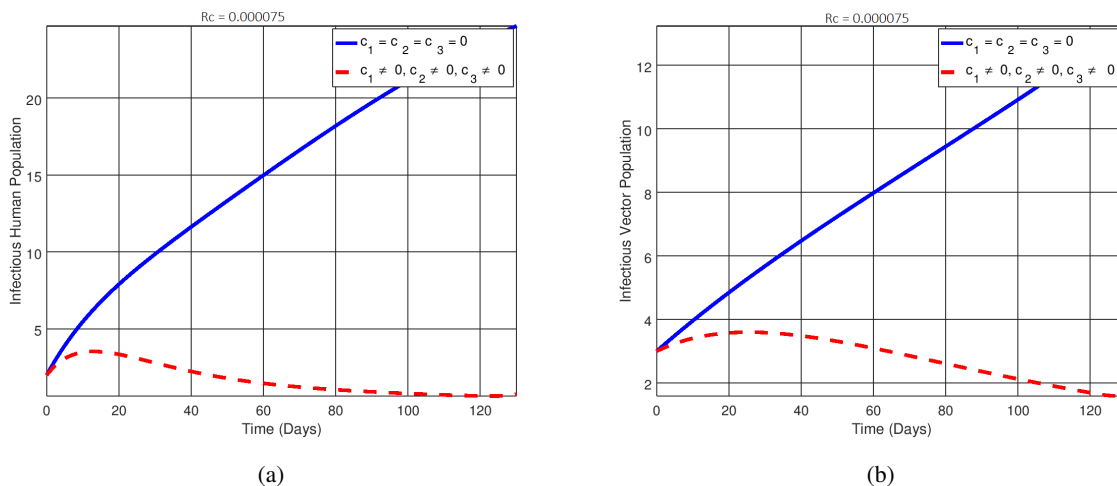 Rc = 0.000075
c1 = c2 = c3 = 0
c1 ≠ 0, c2 ≠ 0, c3 ≠ 0
Infectious Human Population
20
15
10
5
0 20 40 60 80 100 120
Time (Days)
(a)
Rc = 0.000075
c1 = c2 = c3 = 0
c1 ≠ 0, c2 ≠ 0, c3 ≠ 0
Infectious Vector Population
12
10
8
6
4
2
0 20 40 60 80 100 120
Time (Days)
(b)